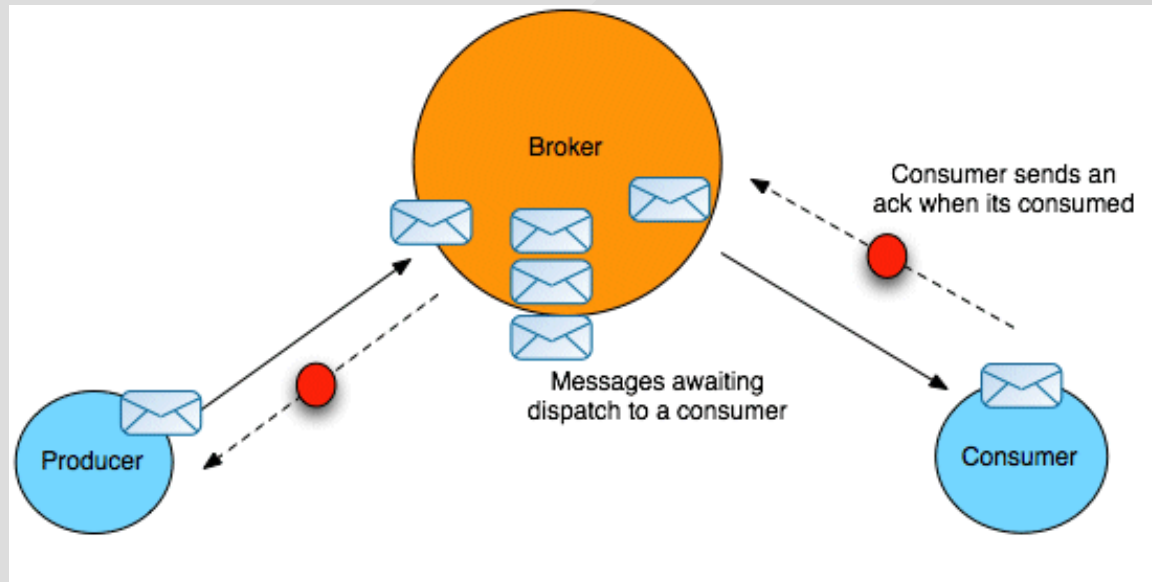 Broker
Consumer sends an
ack when its consumed
Messages awaiting
dispatch to a consumer
Producer
Consumer